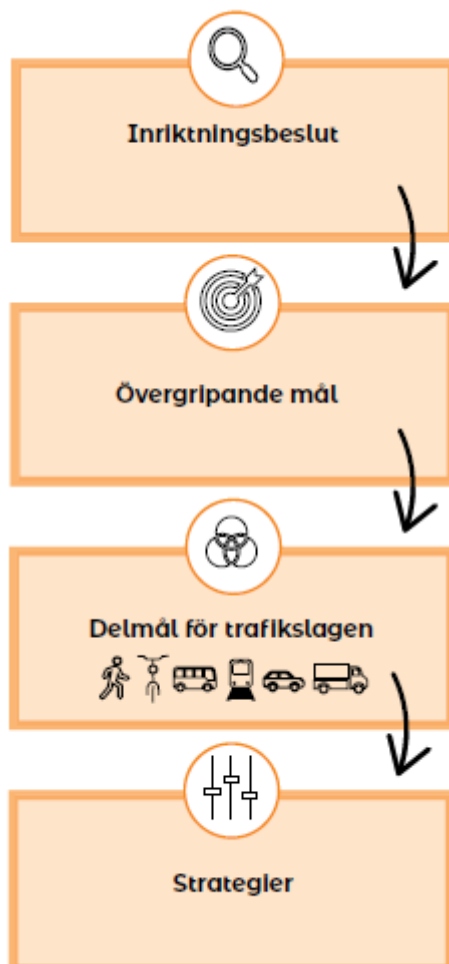 Inriktningsbeslut
Övergripande mål
Delmål för trafikslagen
Strategier